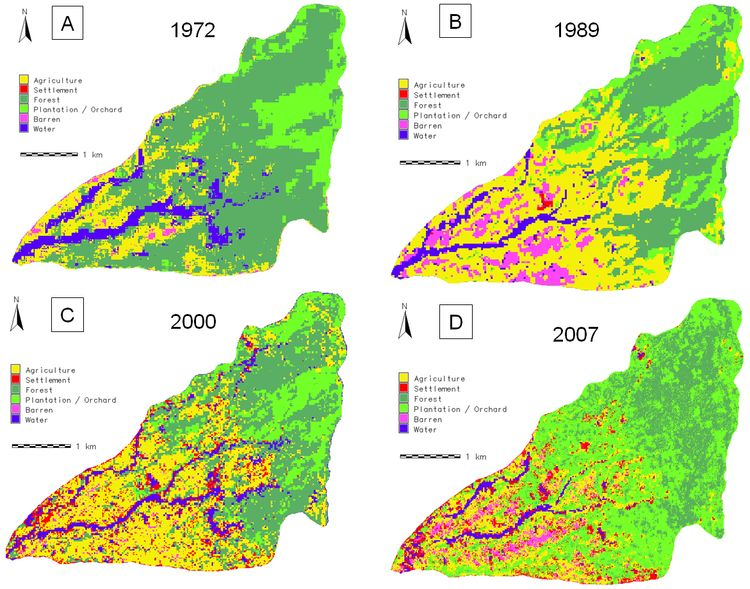 N
A
1972
Agriculture
Settlement
Forest
Plantation / Orchard
Barren
Water
1 km
N
B
1989
Agriculture
Settlement
Forest
Plantation / Orchard
Barren
Water
1 km
N
C
2000
Agriculture
Settlement
Forest
Plantation / Orchard
Barren
Water
1 km
N
D
2007
Agriculture
Settlement
Forest
Plantation / Orchard
Barren
Water
1 km